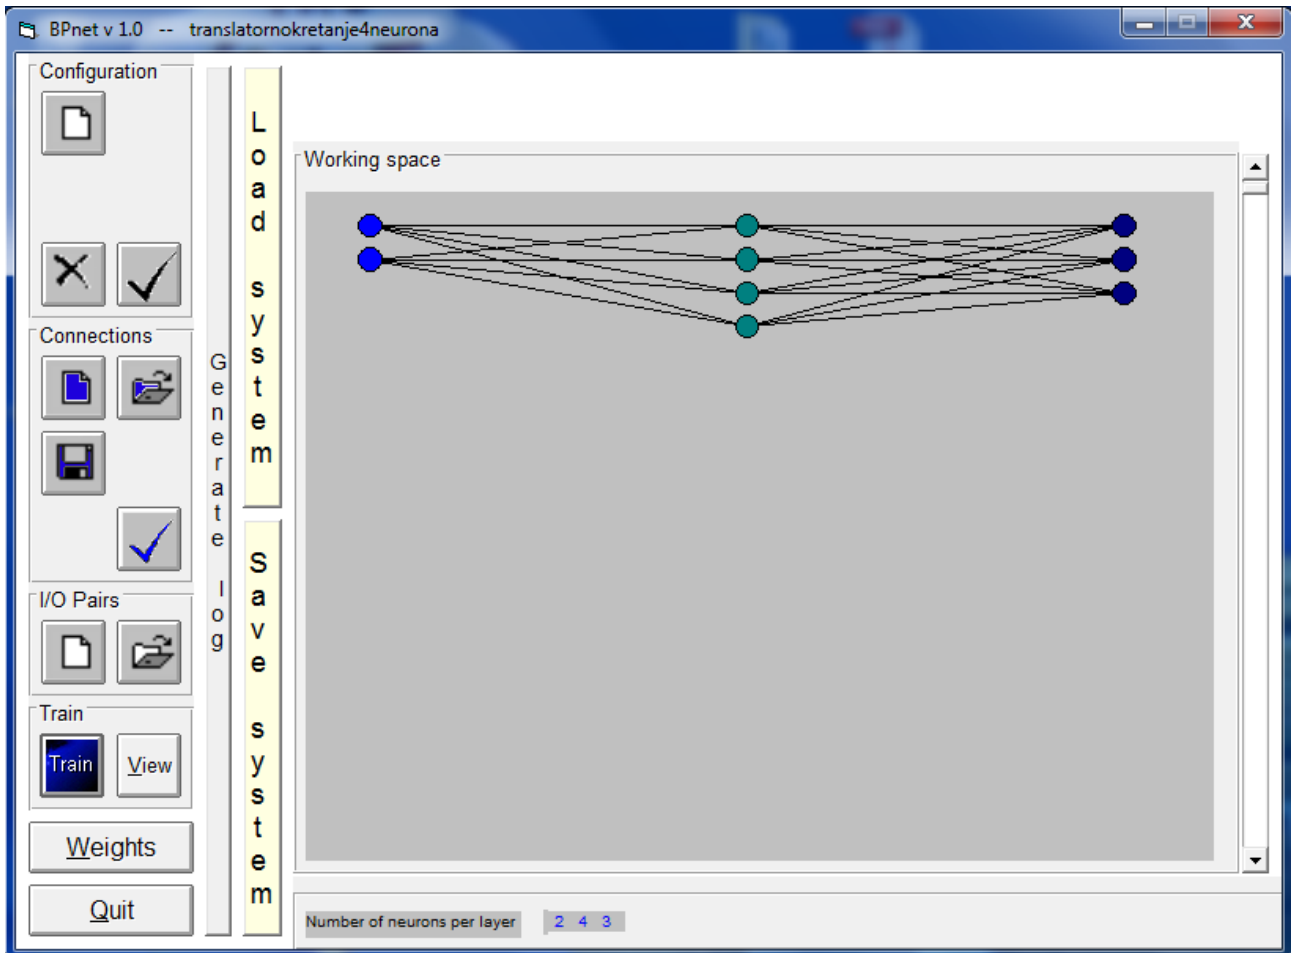 BPnet v 1.0 -- translatornokretanje4neurona
Configuration
Connections
I/O Pairs
Train
Train
View
Weights
Quit
Generate log
Load system
Save system
Working space
Number of neurons per layer 2 4 3